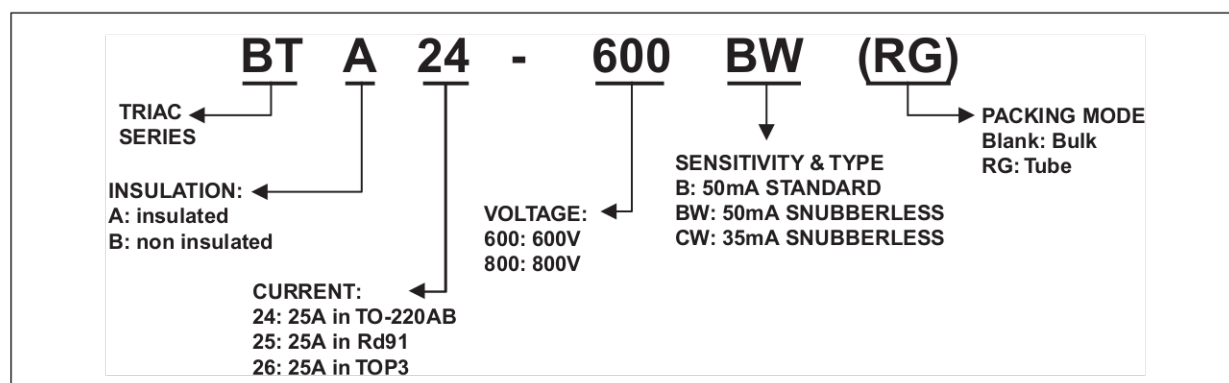 BT A 24 - 600 BW (RG)
TRIAC
SERIES
INSULATION:
A: insulated
B: non insulated
CURRENT:
24: 25A in TO-220AB
25: 25A in Rd91
26: 25A in TOP3
VOLTAGE:
600: 600V
800: 800V
SENSITIVITY & TYPE
B: 50mA STANDARD
BW: 50mA SNUBBERLESS
CW: 35mA SNUBBERLESS
PACKING MODE
Blank: Bulk
RG: Tube